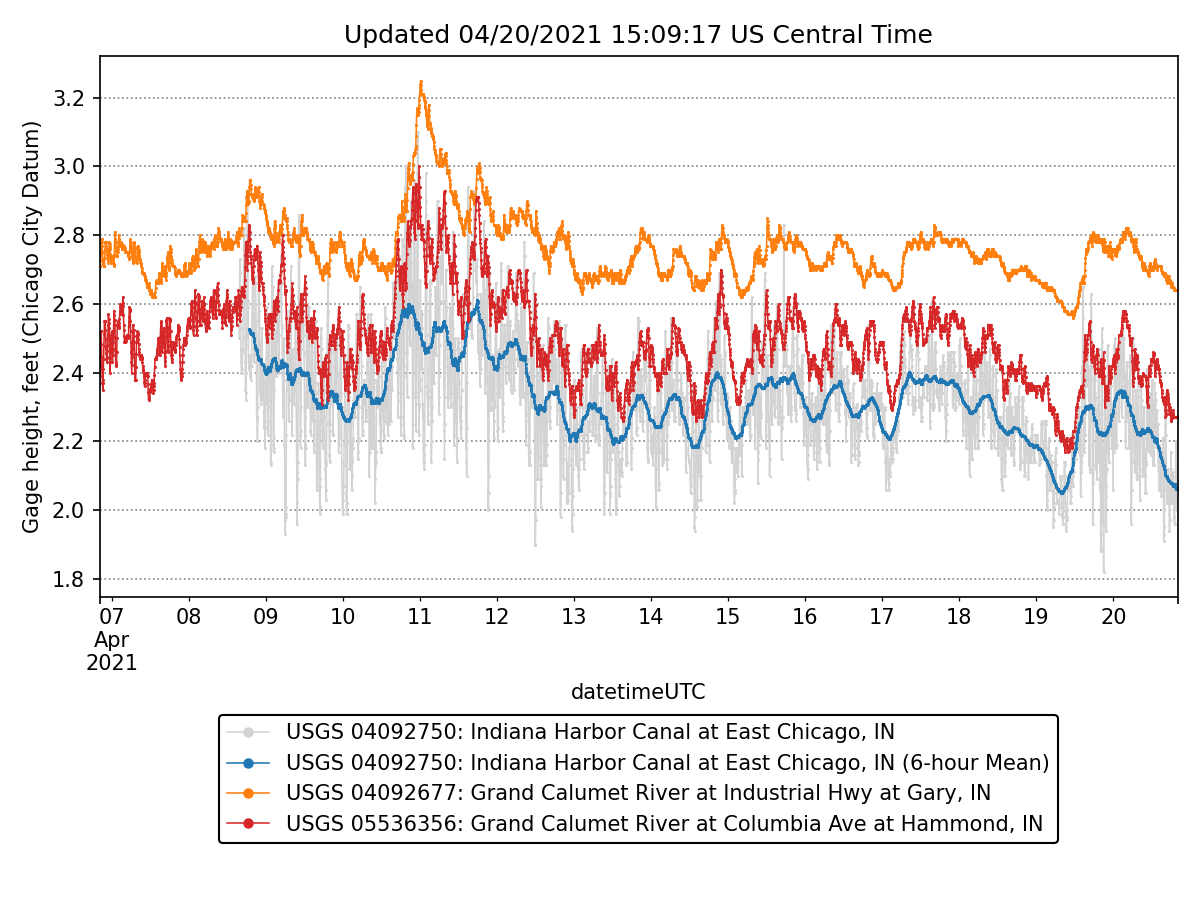 Updated 04/20/2021 15:09:17 US Central Time
Gage height, feet (Chicago City Datum)
3.2
3.0
2.8
2.6
2.4
2.2
2.0
1.8
07 08 09 10 11 12 13 14 15 16 17 18 19 20
Apr
2021
datetimeUTC
USGS 04092750: Indiana Harbor Canal at East Chicago, IN
USGS 04092750: Indiana Harbor Canal at East Chicago, IN (6-hour Mean)
USGS 04092677: Grand Calumet River at Industrial Hwy at Gary, IN
USGS 05536356: Grand Calumet River at Columbia Ave at Hammond, IN